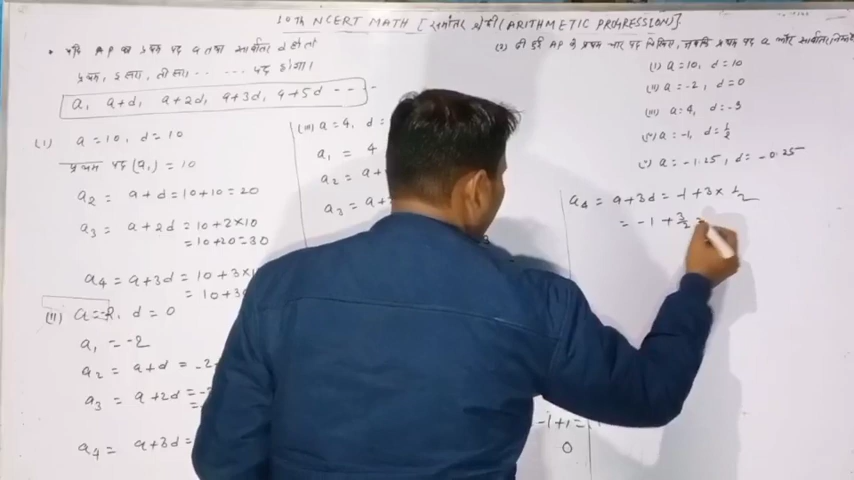 10th NCERT MATH [समांतर श्रेढ़ी (ARITHMETIC PROGRESSION)]
• यदि AP का प्रथम पद a तथा सार्वान्तर d हो तो
प्रथम, दूसरा, तीसरा, ... ... पद होगा।
a, a+d, a+2d, a+3d, a+5d - - -
(i) a=10, d=10
प्रथम पद (a₁) = 10
a₂ = a+d = 10+10 = 20
a₃ = a+2d = 10+2×10
= 10+20 = 30
a₄ = a+3d = 10+3×1
= 10+3
(ii) a=-2, d=0
a₁ = -2
a₂ = a+d = -2
a₃ = a+2d = -2
=
a₄ = a+3d =
(iii) a=4, d=
a₁ = 4
a₂ = a+
a₃ = a+
-1+1=
0
(2) दी हुई AP के प्रथम चार पद लिखिए, जबकि प्रथम पद a और सार्वान्तर
(i) a=10, d=10
(ii) a=-2, d=0
(iii) a=4, d=-3
(iv) a=-1, d=½
(v) a=-1.25, d=-0.25
a₄ = a+3d = -1+3×½
= -1+3/2 =